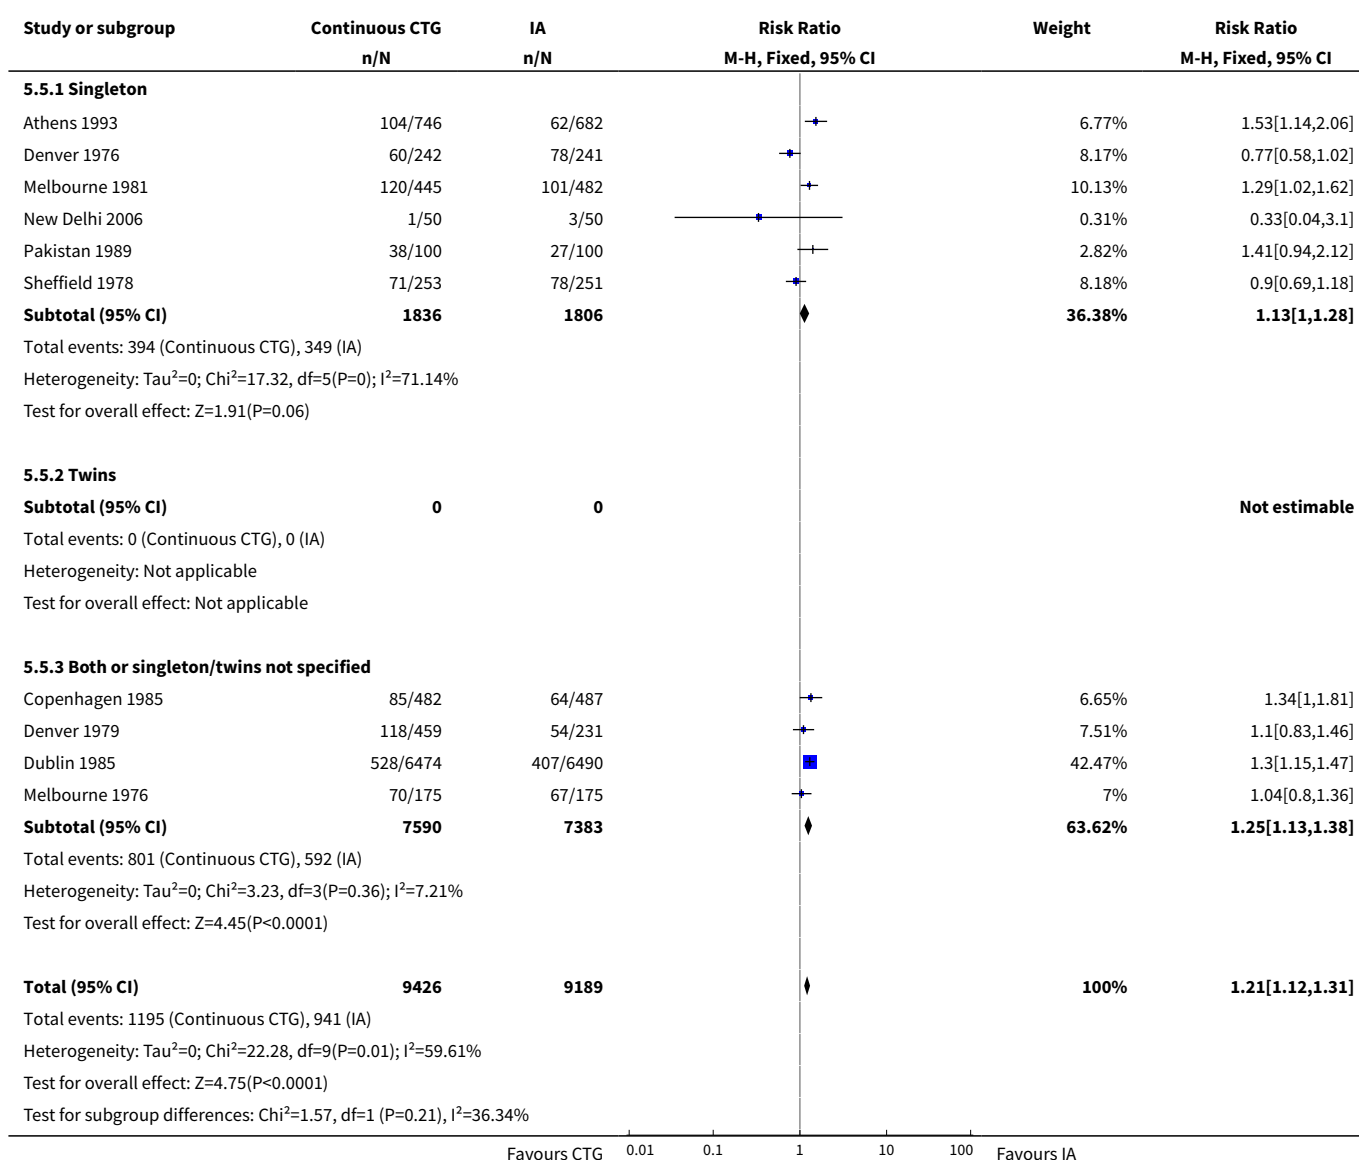 Study or subgroup Continuous CTG IA Risk Ratio Weight Risk Ratio
n/N n/N M-H, Fixed, 95% CI M-H, Fixed, 95% CI
5.5.1 Singleton
Athens 1993 104/746 62/682 6.77% 1.53[1.14,2.06]
Denver 1976 60/242 78/241 8.17% 0.77[0.58,1.02]
Melbourne 1981 120/445 101/482 10.13% 1.29[1.02,1.62]
New Delhi 2006 1/50 3/50 0.31% 0.33[0.04,3.1]
Pakistan 1989 38/100 27/100 2.82% 1.41[0.94,2.12]
Sheffield 1978 71/253 78/251 8.18% 0.9[0.69,1.18]
Subtotal (95% CI) 1836 1806 36.38% 1.13[1,1.28]
Total events: 394 (Continuous CTG), 349 (IA)
Heterogeneity: Tau²=0; Chi²=17.32, df=5(P=0); I²=71.14%
Test for overall effect: Z=1.91(P=0.06)
5.5.2 Twins
Subtotal (95% CI) 0 0 Not estimable
Total events: 0 (Continuous CTG), 0 (IA)
Heterogeneity: Not applicable
Test for overall effect: Not applicable
5.5.3 Both or singleton/twins not specified
Copenhagen 1985 85/482 64/487 6.65% 1.34[1,1.81]
Denver 1979 118/459 54/231 7.51% 1.1[0.83,1.46]
Dublin 1985 528/6474 407/6490 42.47% 1.3[1.15,1.47]
Melbourne 1976 70/175 67/175 7% 1.04[0.8,1.36]
Subtotal (95% CI) 7590 7383 63.62% 1.25[1.13,1.38]
Total events: 801 (Continuous CTG), 592 (IA)
Heterogeneity: Tau²=0; Chi²=3.23, df=3(P=0.36); I²=7.21%
Test for overall effect: Z=4.45(P<0.0001)
Total (95% CI) 9426 9189 100% 1.21[1.12,1.31]
Total events: 1195 (Continuous CTG), 941 (IA)
Heterogeneity: Tau²=0; Chi²=22.28, df=9(P=0.01); I²=59.61%
Test for overall effect: Z=4.75(P<0.0001)
Test for subgroup differences: Chi²=1.57, df=1 (P=0.21), I²=36.34%
Favours CTG 0.01 0.1 1 10 100 Favours IA